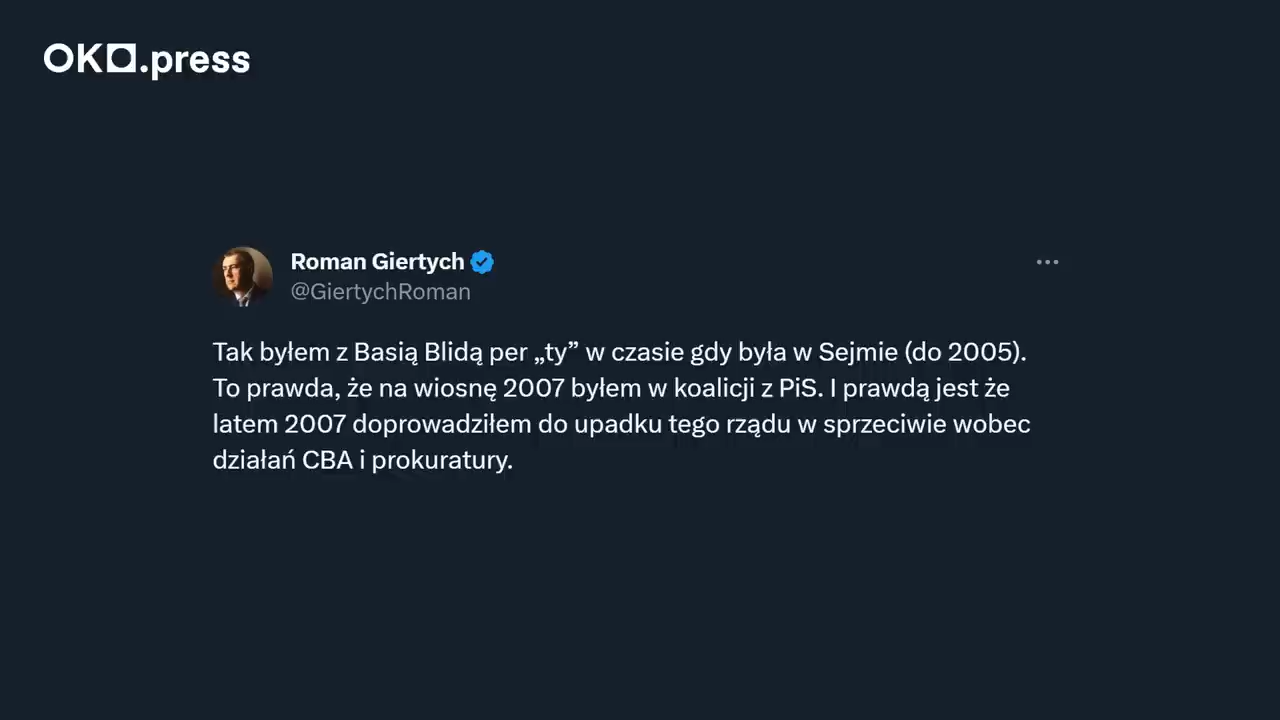 OKO.press
Roman Giertych
@GiertychRoman
Tak byłem z Basią Blidą per „ty” w czasie gdy była w Sejmie (do 2005).
To prawda, że na wiosnę 2007 byłem w koalicji z PiS. I prawdą jest że
latem 2007 doprowadziłem do upadku tego rządu w sprzeciwie wobec
działań CBA i prokuratury.